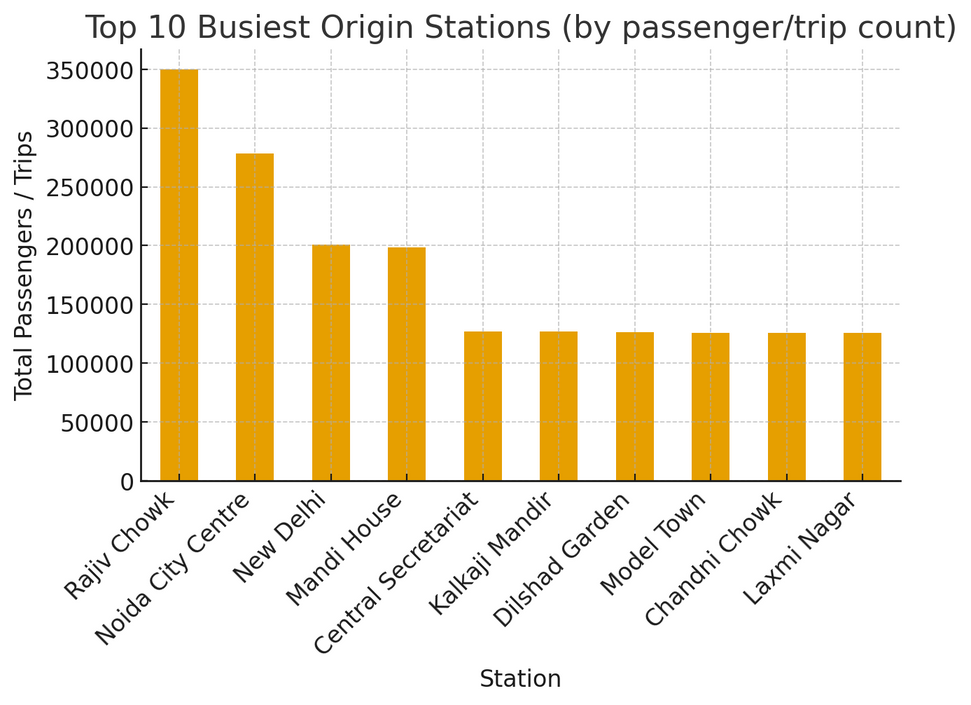 Top 10 Busiest Origin Stations (by passenger/trip count)
Total Passengers / Trips
350000
300000
250000
200000
150000
100000
50000
0
Rajiv Chowk
Noida City Centre
New Delhi
Mandi House
Central Secretariat
Kalkaji Mandir
Dilshad Garden
Model Town
Chandni Chowk
Laxmi Nagar
Station